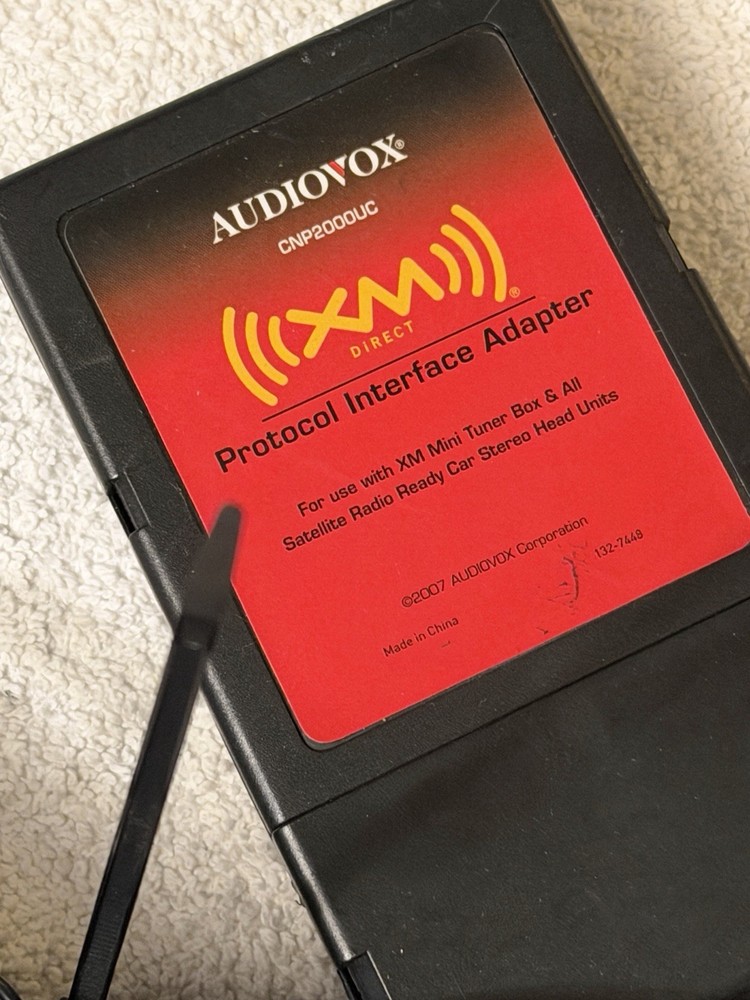 AUDIOVOX®
CNP2000UC
XM®
DIRECT
Protocol Interface Adapter
For use with XM Mini Tuner Box & All
Satellite Radio Ready Car Stereo Head Units
©2007 AUDIOVOX Corporation
132-7448
Made in China